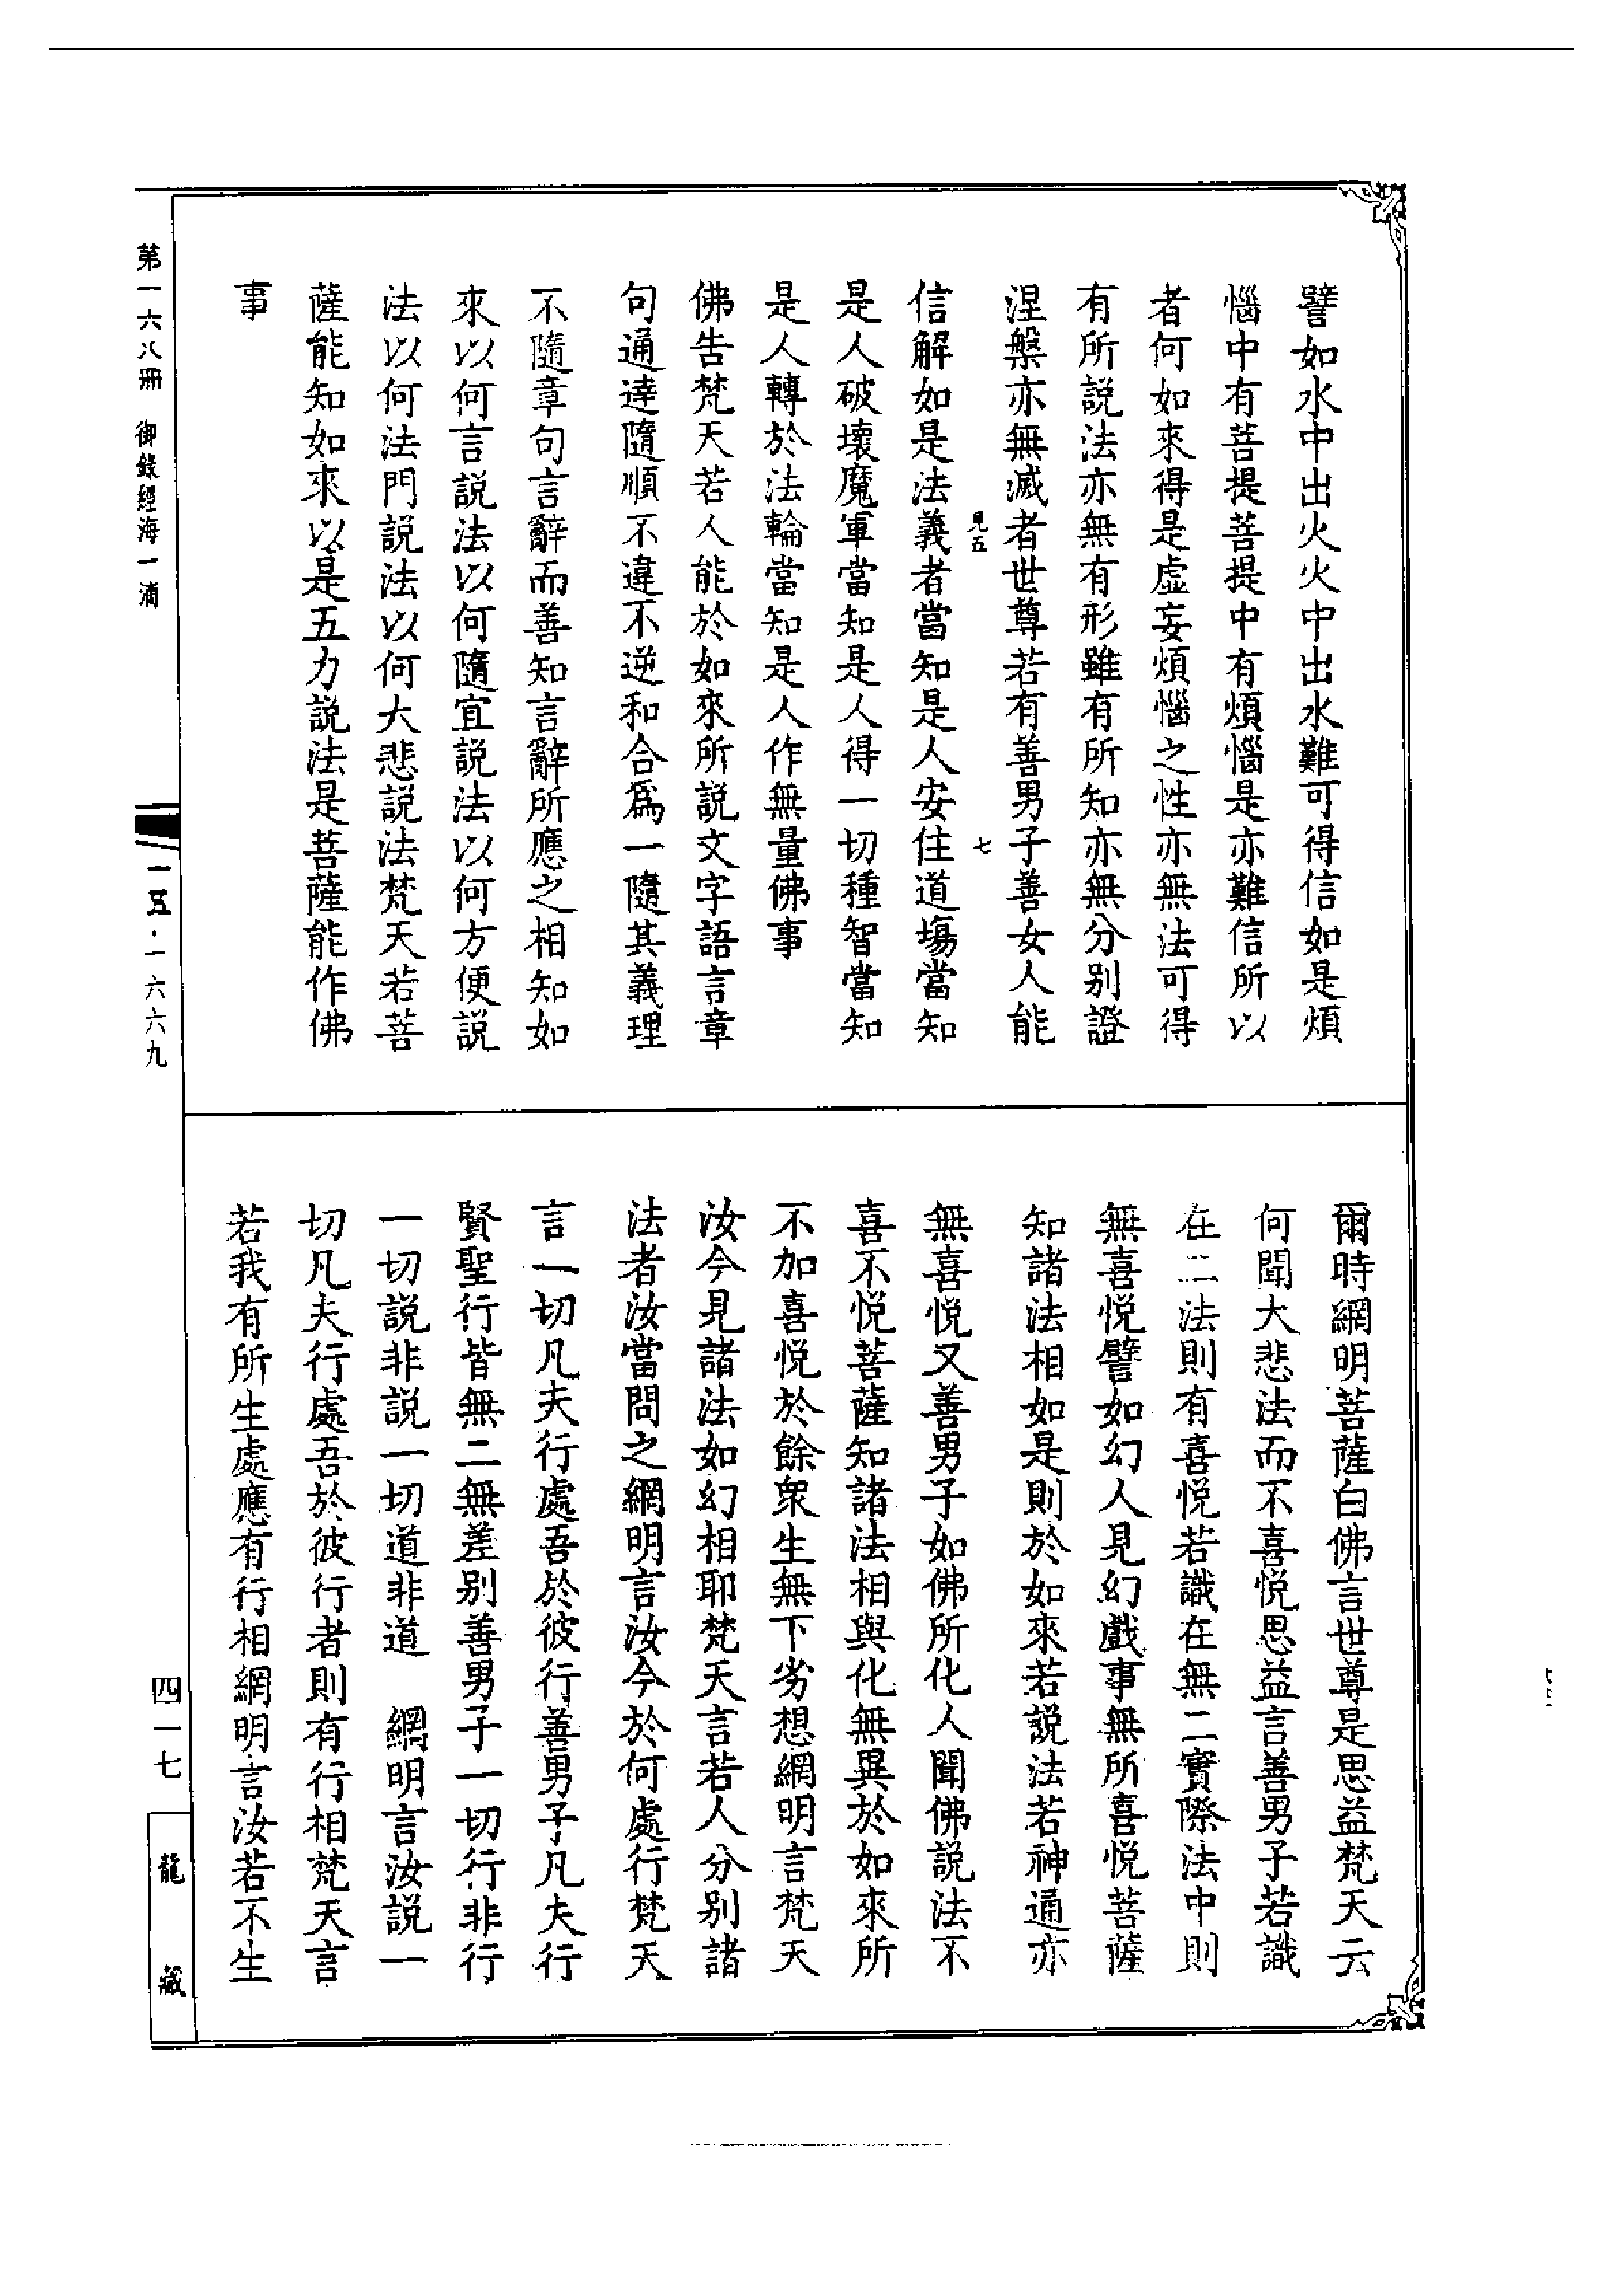 譬如水中出火火中出水難可得信如是煩
惱中有菩提菩提中有煩惱是亦難信所以
者何如來得是虛妄煩惱之性亦無法可得
有所説法亦無有形雖有所知亦無分別證
涅槃亦無滅者世尊若有善男子善女人能
見五 七
信解如是法義者當知是人安住道場當知
是人破壞魔軍當知是人得一切種智當知
是人轉於法輪當知是人作無量佛事
佛告梵天若人能於如來所説文字語言章
句通達隨順不違不逆和合爲一隨其義理
不隨章句言辭而善知言辭所應之相知如
來以何言説法以何隨宜説法以何方便説
法以何法門説法以何大悲説法梵天若菩
薩能知如來以是五力説法是菩薩能作佛
事
爾時網明菩薩白佛言世尊是思益梵天云
何聞大悲法而不喜悅思益言善男子若識
在二法則有喜悅若識在無二實際法中則
無喜悅譬如幻人見幻戲事無所喜悅菩薩
知諸法相如是則於如來若説法若神通亦
無喜悅又善男子如佛所化人聞佛説法不
喜不悅菩薩知諸法相與化無異於如來所
不加喜悅於餘衆生無下劣想網明言梵天
汝今見諸法如幻相耶梵天言若人分別諸
法者汝當問之網明言汝今於何處行梵天
言一切凡夫行處吾於彼行善男子凡夫行
賢聖行皆無二無差別善男子一切行非行
一切説非説一切道非道　網明言汝説一
切凡夫行處吾於彼行者則有行相梵天言
若我有所生處應有行相網明言汝若不生
第一六八冊 御錄經海一滴
一五·一六六九
四一七
龍藏